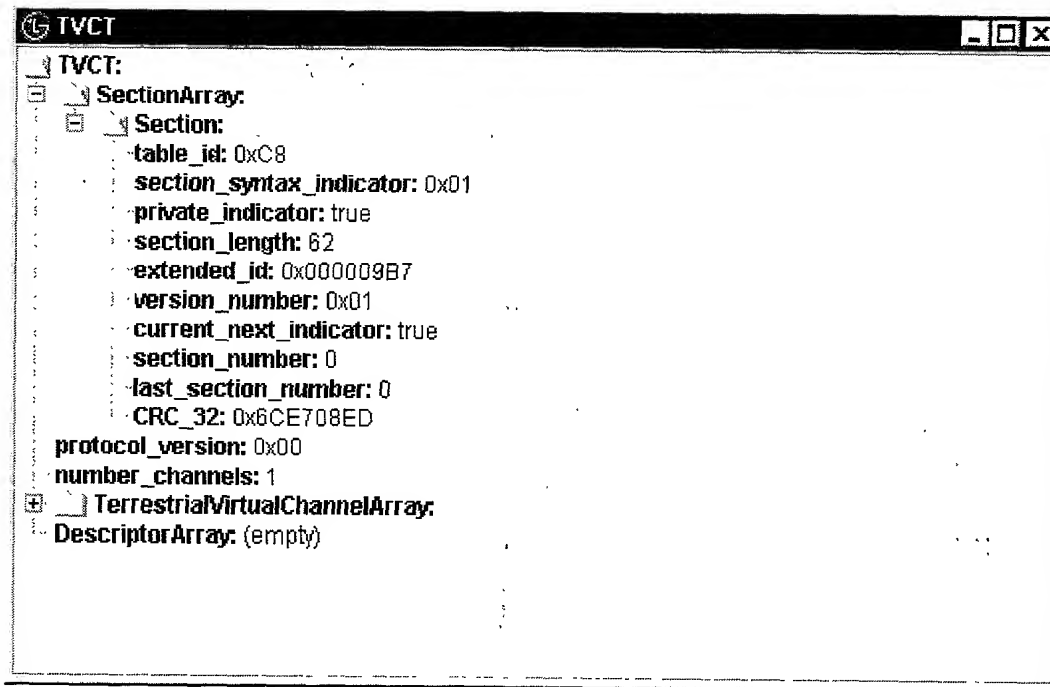 TVCT
TVCT:
SectionArray:
Section:
table_id: 0xC8
section_syntax_indicator: 0x01
private_indicator: true
section_length: 62
extended_id: 0x000009B7
version_number: 0x01
current_next_indicator: true
section_number: 0
last_section_number: 0
CRC_32: 0x6CE708ED
protocol_version: 0x00
number_channels: 1
TerrestrialVirtualChannelArray:
DescriptorArray: (empty)